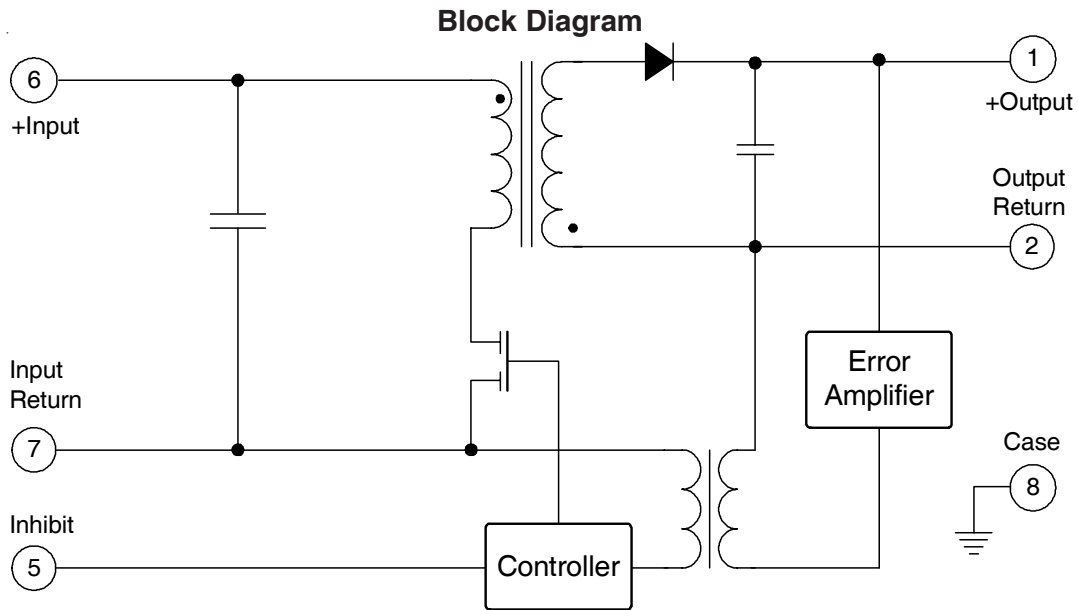 Block Diagram
6
+Input
1
+Output
Output
Return
2
Input
Return
7
Error
Amplifier
Case
8
Inhibit
5
Controller